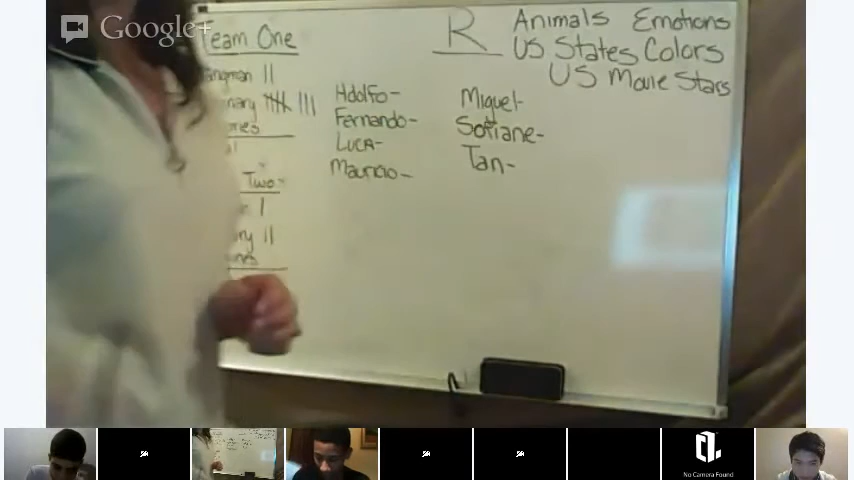 Google+
Team One
R
Animals Emotions
US States Colors
US Movie Stars
Adolfo-
Fernando-
Luca-
Mauricio-
Miguel-
Sofiane-
Tan-
Two
No Camera Found